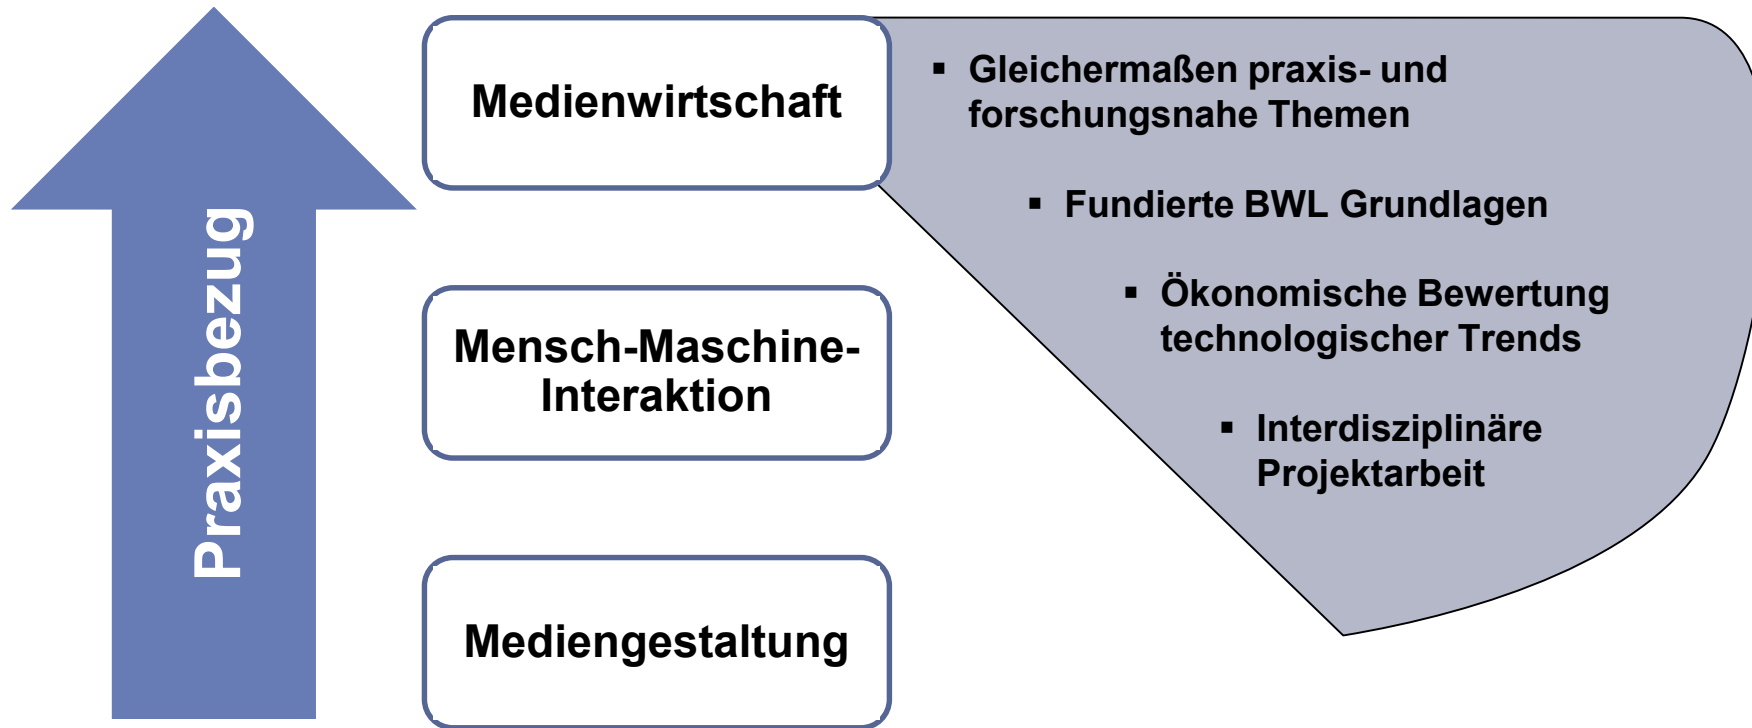 Praxisbezug
Medienwirtschaft
▪ Gleichermaßen praxis- und
forschungsnahe Themen
▪ Fundierte BWL Grundlagen
▪ Ökonomische Bewertung
technologischer Trends
▪ Interdisziplinäre
Projektarbeit
Mensch-Maschine-
Interaktion
Mediengestaltung